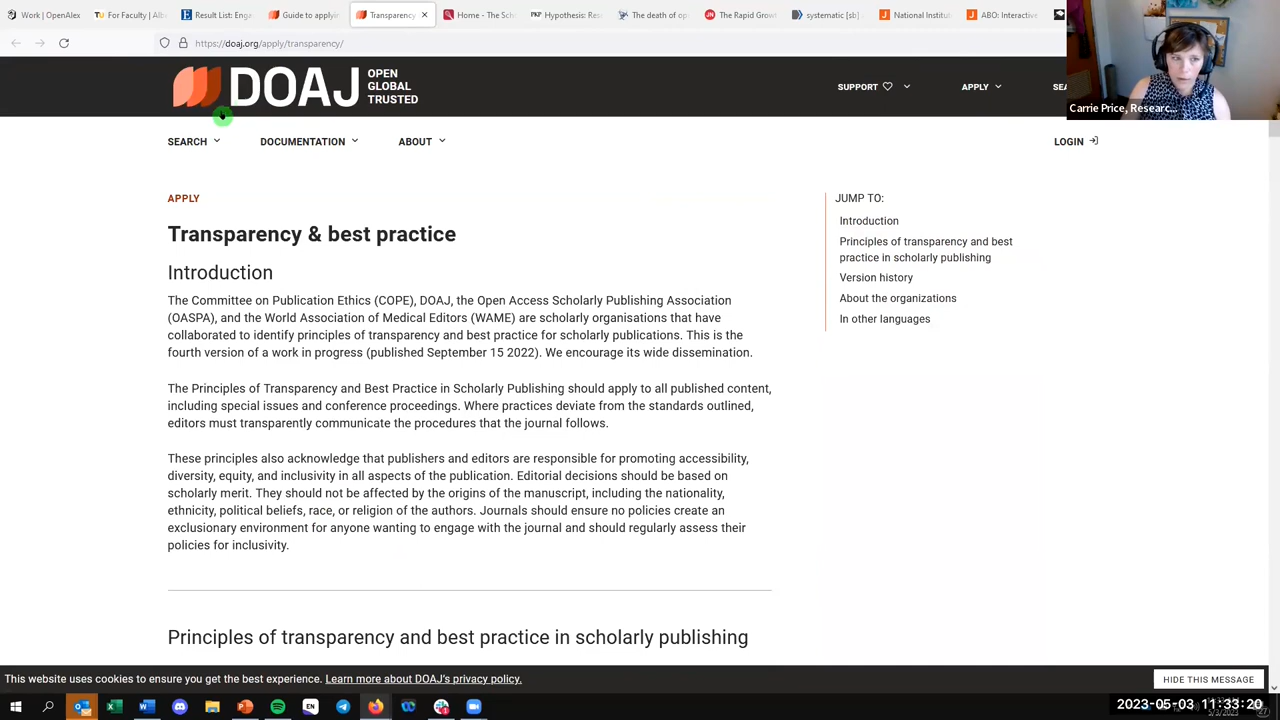 Work | OpenAlex
For Faculty | Alb
Result List: Enga
Guide to applyin
Transparency
Home - The Sch
Hypothesis: Res
The death of op
The Rapid Grow
systematic [sb]
National Institut
ABO: Interactive
https://doaj.org/apply/transparency/
DOAJ
OPEN
GLOBAL
TRUSTED
SUPPORT
APPLY
SEA
Carrie Price, Researc...
SEARCH
DOCUMENTATION
ABOUT
LOGIN
APPLY
Transparency & best practice
Introduction
The Committee on Publication Ethics (COPE), DOAJ, the Open Access Scholarly Publishing Association
(OASPA), and the World Association of Medical Editors (WAME) are scholarly organisations that have
collaborated to identify principles of transparency and best practice for scholarly publications. This is the
fourth version of a work in progress (published September 15 2022). We encourage its wide dissemination.
The Principles of Transparency and Best Practice in Scholarly Publishing should apply to all published content,
including special issues and conference proceedings. Where practices deviate from the standards outlined,
editors must transparently communicate the procedures that the journal follows.
These principles also acknowledge that publishers and editors are responsible for promoting accessibility,
diversity, equity, and inclusivity in all aspects of the publication. Editorial decisions should be based on
scholarly merit. They should not be affected by the origins of the manuscript, including the nationality,
ethnicity, political beliefs, race, or religion of the authors. Journals should ensure no policies create an
exclusionary environment for anyone wanting to engage with the journal and should regularly assess their
policies for inclusivity.
Principles of transparency and best practice in scholarly publishing
JUMP TO:
Introduction
Principles of transparency and best
practice in scholarly publishing
Version history
About the organizations
In other languages
This website uses cookies to ensure you get the best experience. Learn more about DOAJ's privacy policy.
HIDE THIS MESSAGE
2023-05-03 11:33:20